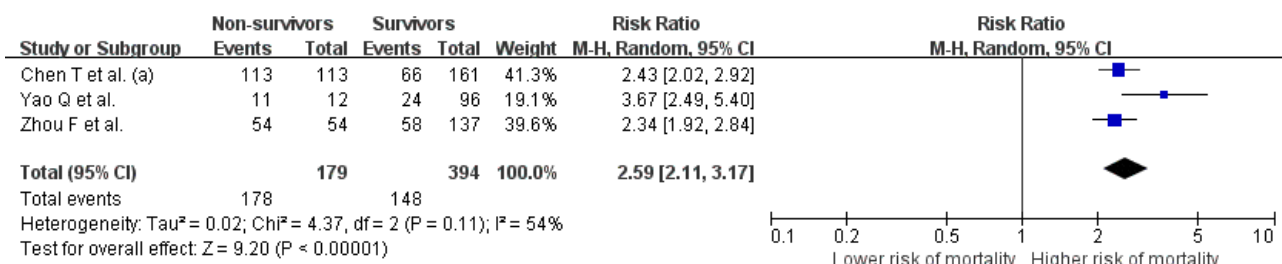 Non-survivors Survivors Risk Ratio Risk Ratio
Study or Subgroup Events Total Events Total Weight M-H, Random, 95% CI M-H, Random, 95% CI
Chen T et al. (a) 113 113 66 161 41.3% 2.43 [2.02, 2.92]
Yao Q et al. 11 12 24 96 19.1% 3.67 [2.49, 5.40]
Zhou F et al. 54 54 58 137 39.6% 2.34 [1.92, 2.84]
Total (95% CI) 179 394 100.0% 2.59 [2.11, 3.17]
Total events 178 148
Heterogeneity: Tau² = 0.02; Chi² = 4.37, df = 2 (P = 0.11); I² = 54%
Test for overall effect: Z = 9.20 (P < 0.00001)
0.1 0.2 0.5 1 2 5 10
Lower risk of mortality Higher risk of mortality